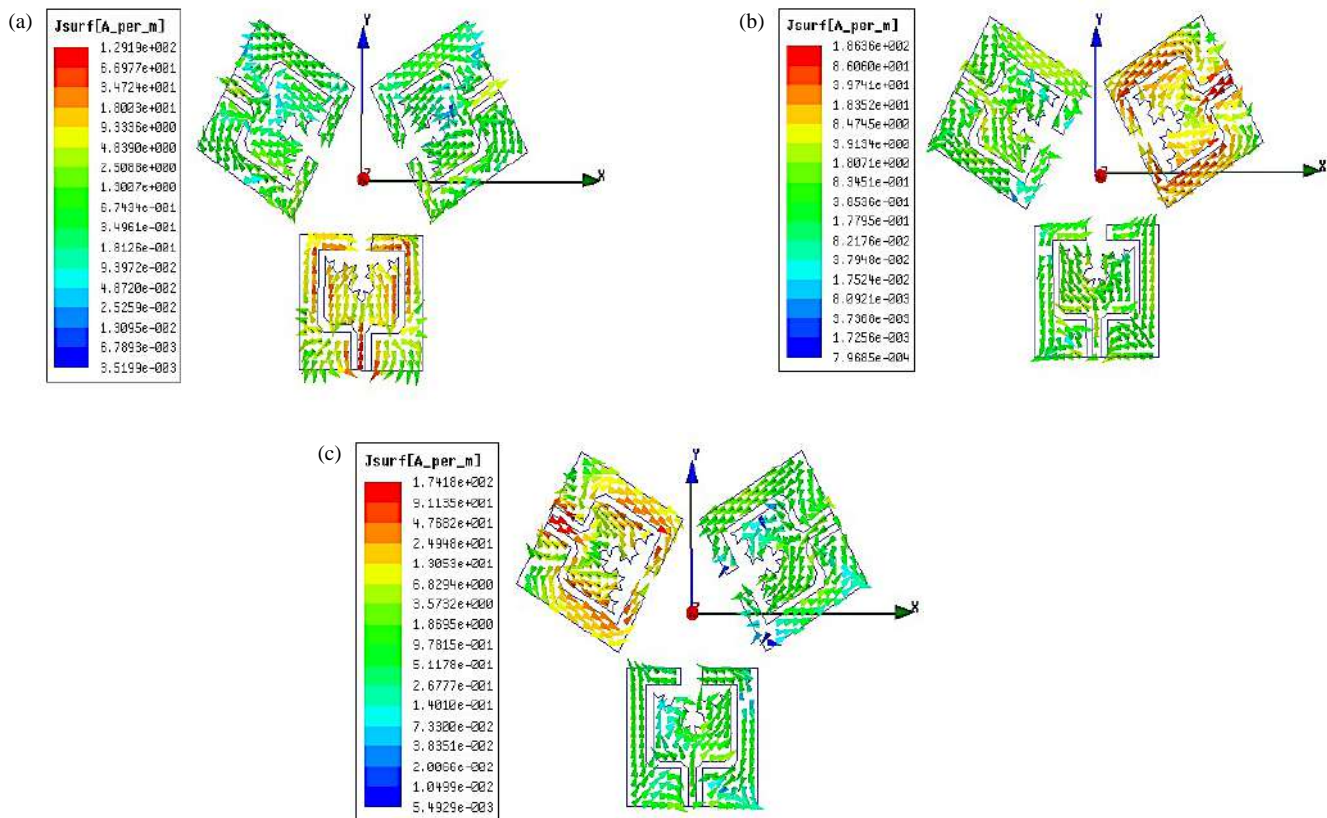 (a)
Jsurf[A_per_m]
1.2919e+002
6.6977e+001
3.4724e+001
1.8003e+001
9.3336e+000
4.8390e+000
2.5088e+000
1.3007e+000
6.7434e-001
3.4961e-001
1.8126e-001
9.3972e-002
4.8720e-002
2.5259e-002
1.3095e-002
6.7893e-003
3.5199e-003
Y
X
Z
(b)
Jsurf[A_per_m]
1.8636e+002
8.6060e+001
3.9741e+001
1.8352e+001
8.4745e+000
3.9134e+000
1.8071e+000
8.3451e-001
3.8536e-001
1.7795e-001
8.2176e-002
3.7948e-002
1.7524e-002
8.0921e-003
3.7368e-003
1.7256e-003
7.9685e-004
Y
X
Z
(c)
Jsurf[A_per_m]
1.7418e+002
9.1135e+001
4.7682e+001
2.4948e+001
1.3053e+001
6.8294e+000
3.5732e+000
1.8695e+000
9.7815e-001
5.1178e-001
2.6777e-001
1.4010e-001
7.3300e-002
3.8351e-002
2.0066e-002
1.0499e-002
5.4929e-003
Y
X
Z